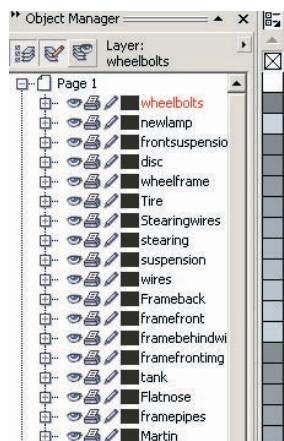 Object Manager
Layer:
wheelbolts
Page 1
wheelbolts
newlamp
frontsuspensio
disc
wheelframe
Tire
Stearingwires
stearing
suspension
wires
Frameback
framefront
framebehindwi
framefrontimg
tank
Flatnose
framepipes
Martin